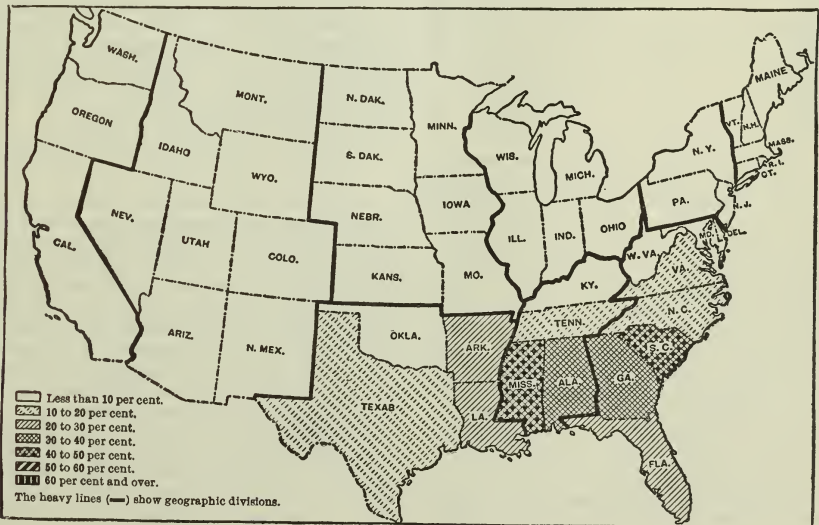 WASH.
MONT.
N. DAK.
MINN.
MAINE
OREGON
IDAHO
S. DAK.
WIS.
MICH.
VT.
N.H.
N. Y.
MASS.
R. I.
CT.
WYO.
IOWA
NEBR.
PA.
N. J.
NEV.
UTAH
ILL.
IND.
OHIO
MD.
DEL.
CAL.
COLO.
KANS.
MO.
W. VA.
VA.
KY.
ARIZ.
N. MEX.
OKLA.
ARK.
TENN.
N. C.
S. C.
TEXAS
LA.
MISS.
ALA.
GA.
FLA.
Less than 10 per cent.
10 to 20 per cent.
20 to 30 per cent.
30 to 40 per cent.
40 to 50 per cent.
50 to 60 per cent.
60 per cent and over.
The heavy lines (▬) show geographic divisions.